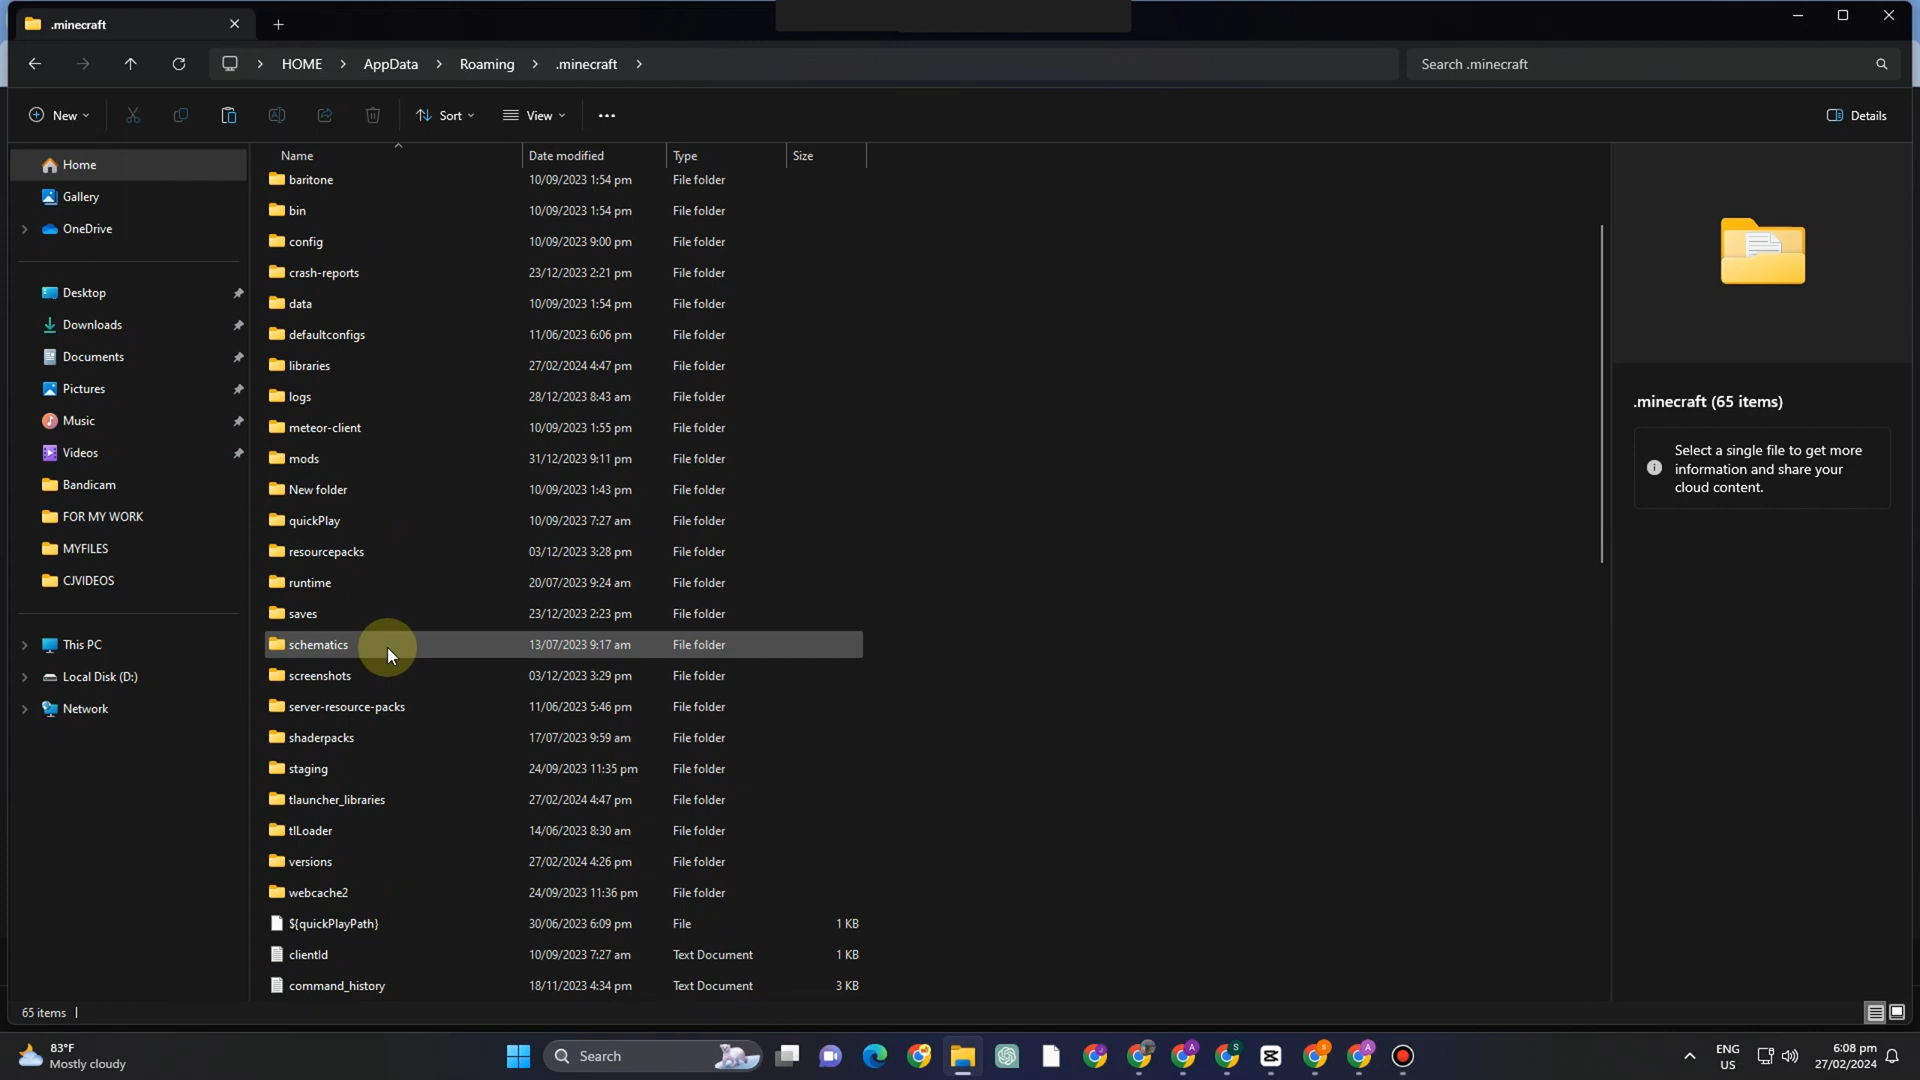 .minecraft
HOME > AppData > Roaming > .minecraft >
Search .minecraft
New
Sort
View
Details
Name Date modified Type Size
Home
Gallery
OneDrive
Desktop
Downloads
Documents
Pictures
Music
Videos
Bandicam
FOR MY WORK
MYFILES
CJVIDEOS
This PC
Local Disk (D:)
Network
baritone 10/09/2023 1:54 pm File folder
bin 10/09/2023 1:54 pm File folder
config 10/09/2023 9:00 pm File folder
crash-reports 23/12/2023 2:21 pm File folder
data 10/09/2023 1:54 pm File folder
defaultconfigs 11/06/2023 6:06 pm File folder
libraries 27/02/2024 4:47 pm File folder
logs 28/12/2023 8:43 am File folder
meteor-client 10/09/2023 1:55 pm File folder
mods 31/12/2023 9:11 pm File folder
New folder 10/09/2023 1:43 pm File folder
quickPlay 10/09/2023 7:27 am File folder
resourcepacks 03/12/2023 3:28 pm File folder
runtime 20/07/2023 9:24 am File folder
saves 23/12/2023 2:23 pm File folder
schematics 13/07/2023 9:17 am File folder
screenshots 03/12/2023 3:29 pm File folder
server-resource-packs 11/06/2023 5:46 pm File folder
shaderpacks 17/07/2023 9:59 am File folder
staging 24/09/2023 11:35 pm File folder
tlauncher_libraries 27/02/2024 4:47 pm File folder
tlLoader 14/06/2023 8:30 am File folder
versions 27/02/2024 4:26 pm File folder
webcache2 24/09/2023 11:36 pm File folder
${quickPlayPath} 30/06/2023 6:09 pm File 1 KB
clientId 10/09/2023 7:27 am Text Document 1 KB
command_history 18/11/2023 4:34 pm Text Document 3 KB
.minecraft (65 items)
Select a single file to get more
information and share your
cloud content.
65 items
83°F
Mostly cloudy
Search
ENG
US
6:08 pm
27/02/2024